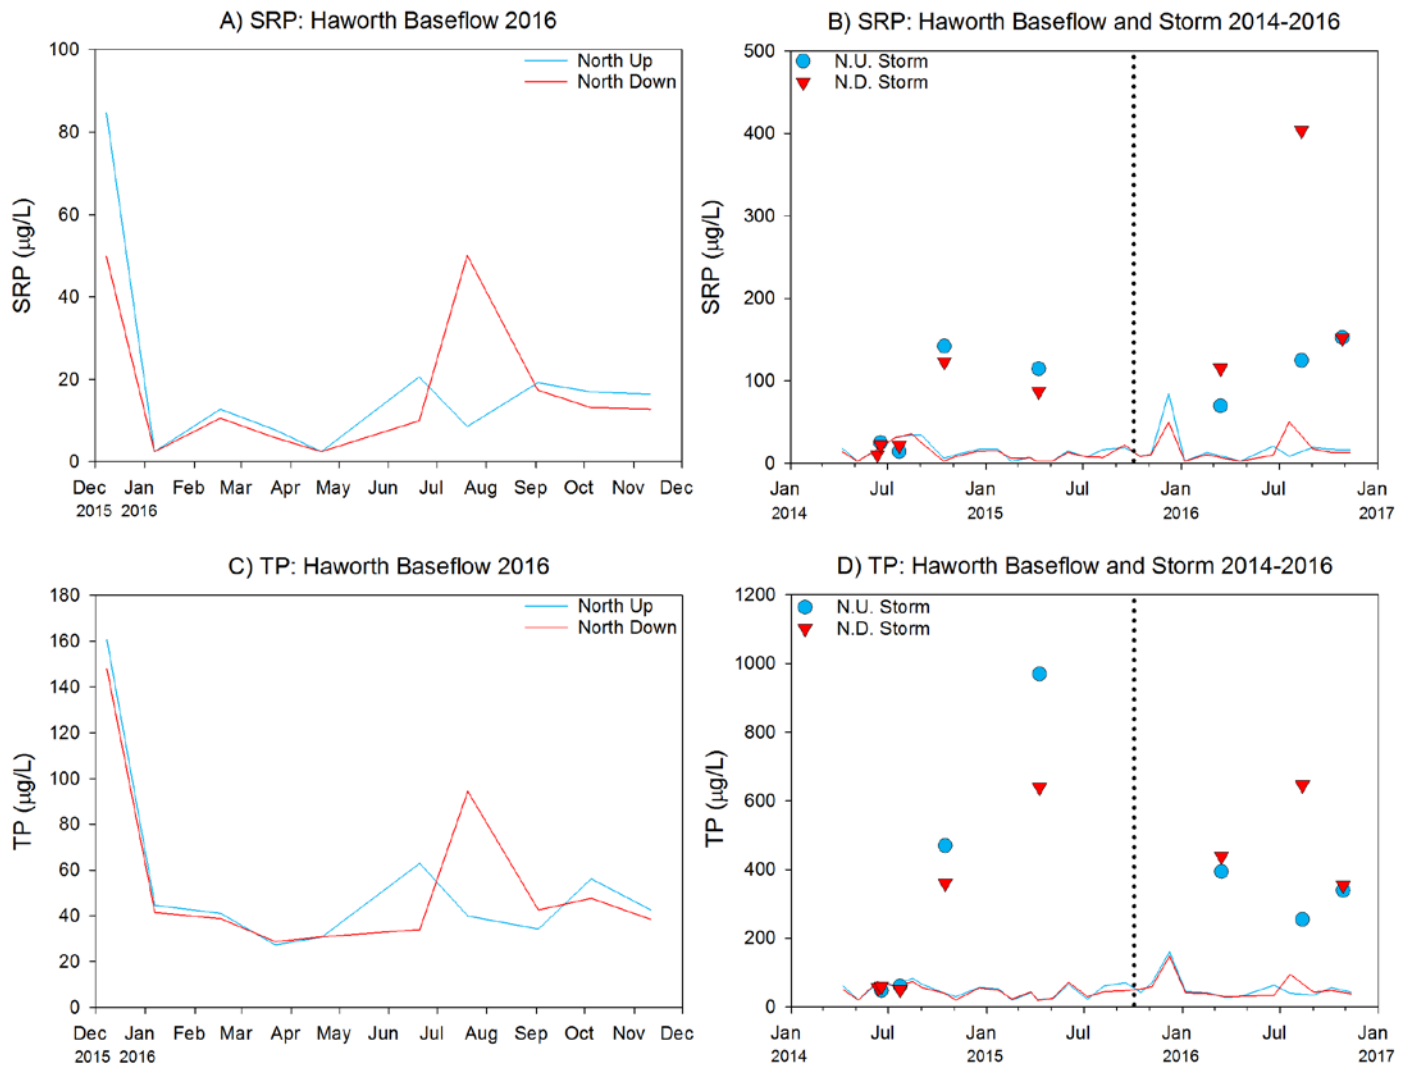 A) SRP: Haworth Baseflow 2016
100
80
60
40
20
0
SRP (µg/L)
North Up
North Down
Dec Jan Feb Mar Apr May Jun Jul Aug Sep Oct Nov Dec
2015 2016
B) SRP: Haworth Baseflow and Storm 2014-2016
500
400
300
200
100
0
SRP (µg/L)
N.U. Storm
N.D. Storm
Jan Jul Jan Jul Jan Jul Jan
2014 2015 2016 2017
C) TP: Haworth Baseflow 2016
180
160
140
120
100
80
60
40
20
0
TP (µg/L)
North Up
North Down
Dec Jan Feb Mar Apr May Jun Jul Aug Sep Oct Nov Dec
2015 2016
D) TP: Haworth Baseflow and Storm 2014-2016
1200
1000
800
600
400
200
0
TP (µg/L)
N.U. Storm
N.D. Storm
Jan Jul Jan Jul Jan Jul Jan
2014 2015 2016 2017